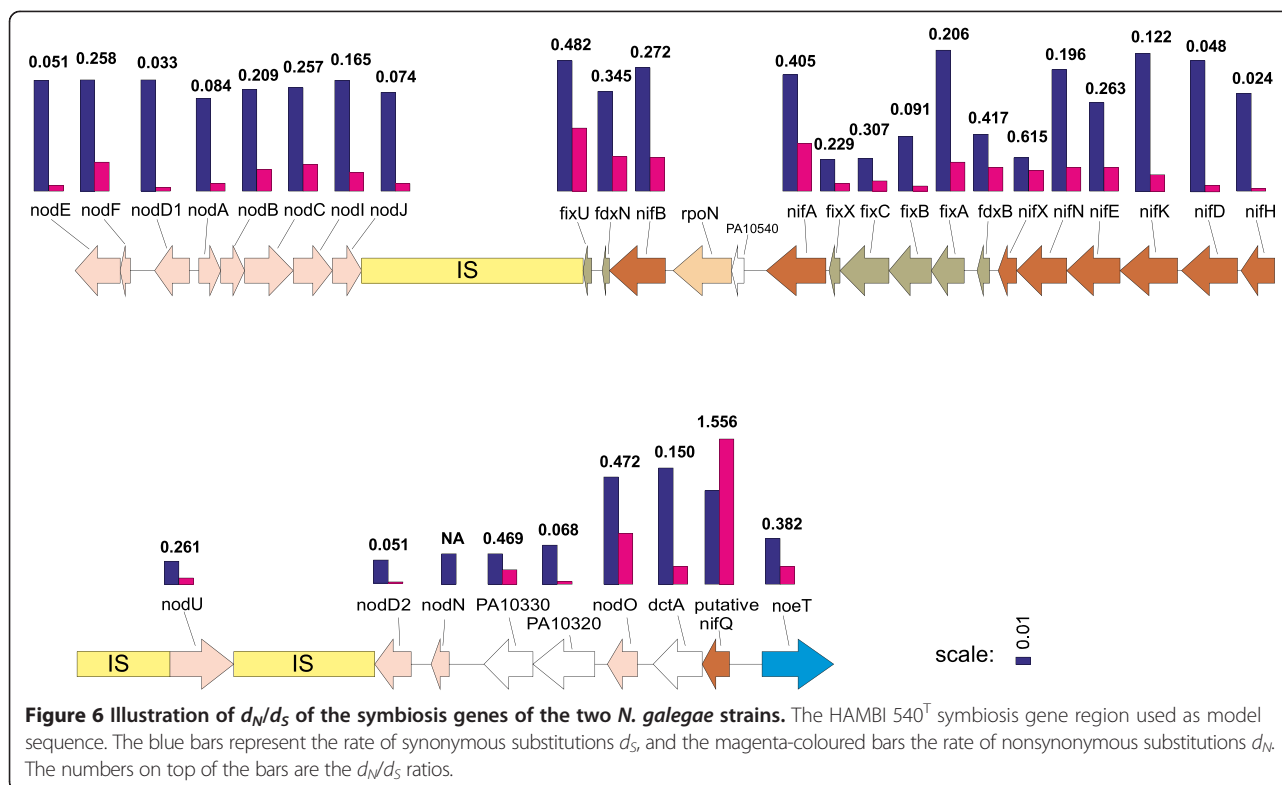 0.051 0.258 0.033 0.084 0.209 0.257 0.165 0.074 0.482 0.345 0.272 0.405 0.229 0.307 0.091 0.206 0.417 0.615 0.196 0.263 0.122 0.048 0.024
nodE nodF nodD1 nodA nodB nodC nodI nodJ fixU fdxN nifB rpoN PA10540 nifA fixX fixC fixB fixA fdxB nifX nifN nifE nifK nifD nifH
IS
0.261 0.051 NA 0.469 0.068 0.472 0.150 1.556 0.382
nodU nodD2 nodN PA10330 PA10320 nodO dctA putative nifQ noeT
IS IS
scale: 0.01
Figure 6 Illustration of dN/dS of the symbiosis genes of the two N. galegae strains. The HAMBI 540T symbiosis gene region used as model
sequence. The blue bars represent the rate of synonymous substitutions dS, and the magenta-coloured bars the rate of nonsynonymous substitutions dN.
The numbers on top of the bars are the dN/dS ratios.